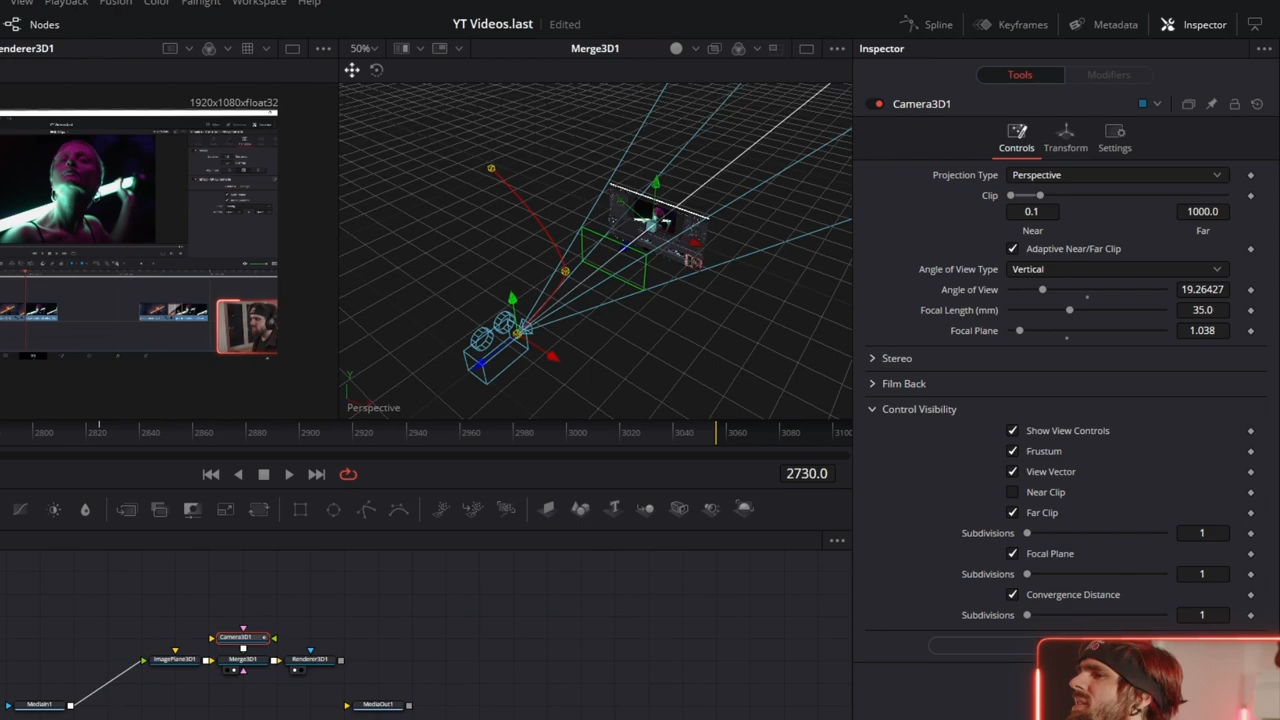 View Playback Fusion Color Fairlight Workspace Help
Nodes
YT Videos.last Edited
Spline Keyframes Metadata Inspector
enderer3D1
50%
Merge3D1
Inspector
Tools Modifiers
1920x1080xfloat32
Camera3D1
Controls Transform Settings
Projection Type Perspective
Clip
0.1 1000.0
Near Far
Adaptive Near/Far Clip
Angle of View Type Vertical
Angle of View 19.26427
Focal Length (mm) 35.0
Focal Plane 1.038
Stereo
Film Back
Y
Perspective
Control Visibility
2800 2820 2840 2860 2880 2900 2920 2940 2960 2980 3000 3020 3040 3060 3080 3100
Show View Controls
Frustum
View Vector
2730.0
Near Clip
Far Clip
Subdivisions 1
Focal Plane
Subdivisions 1
Convergence Distance
Subdivisions 1
Camera3D1
ImagePlane3D1 Merge3D1 Renderer3D1
MediaIn1 MediaOut1